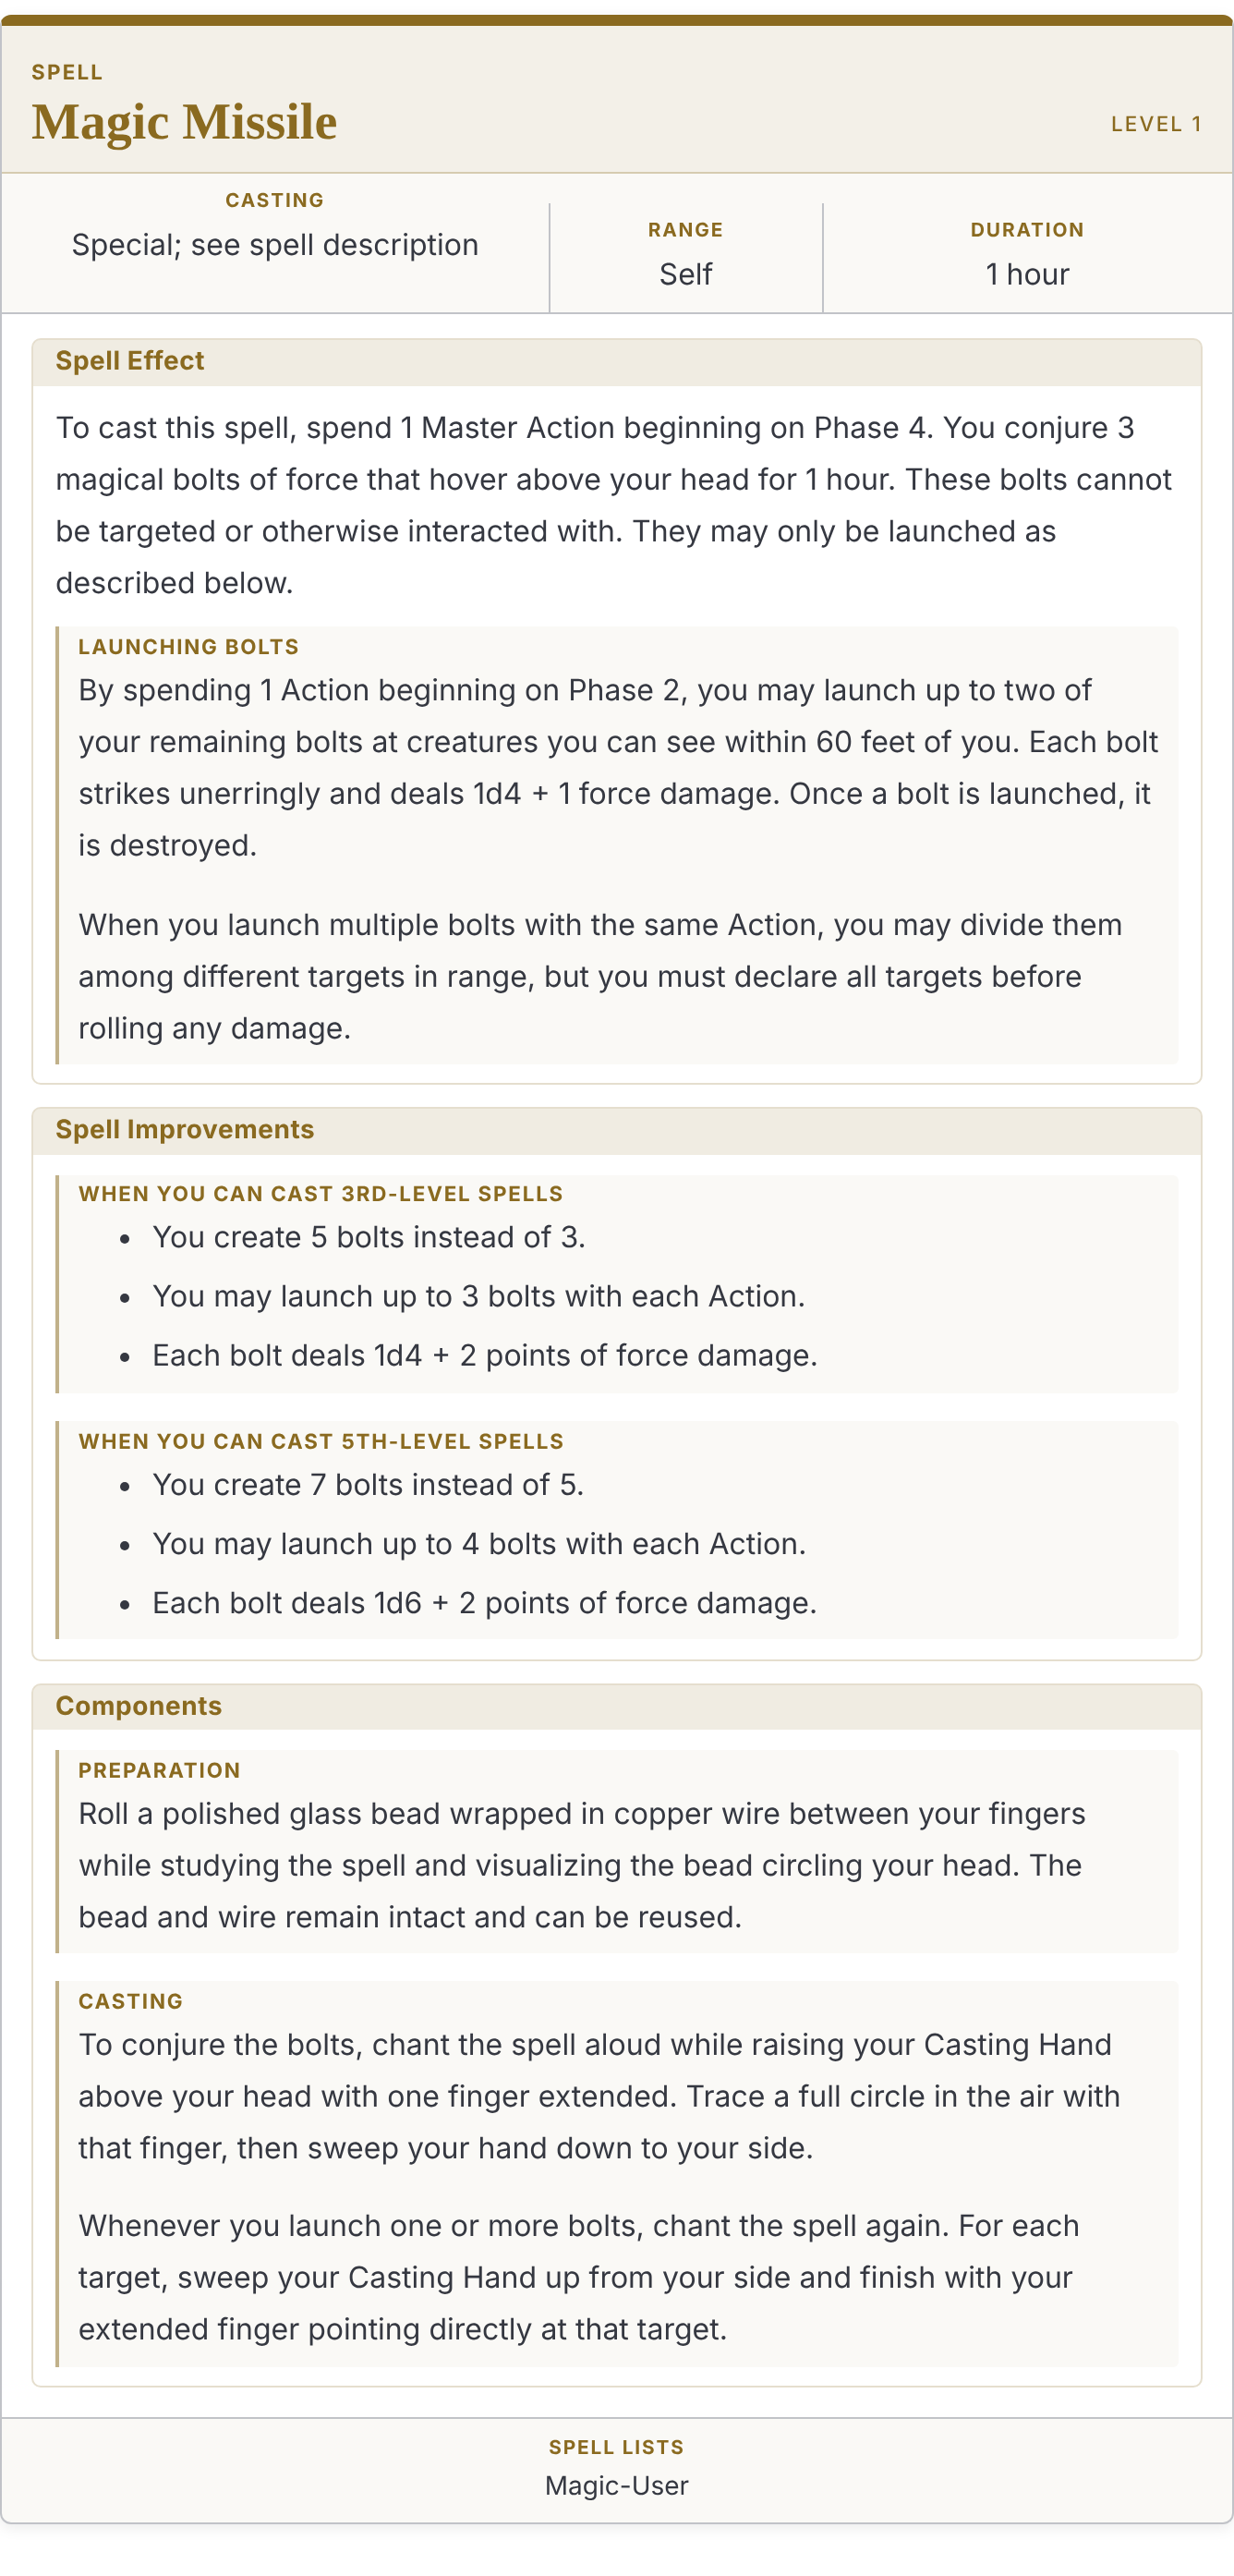 SPELL
Magic Missile
LEVEL 1
CASTING
Special; see spell description
RANGE
Self
DURATION
1 hour
Spell Effect
To cast this spell, spend 1 Master Action beginning on Phase 4. You conjure 3
magical bolts of force that hover above your head for 1 hour. These bolts cannot
be targeted or otherwise interacted with. They may only be launched as
described below.
LAUNCHING BOLTS
By spending 1 Action beginning on Phase 2, you may launch up to two of
your remaining bolts at creatures you can see within 60 feet of you. Each bolt
strikes unerringly and deals 1d4 + 1 force damage. Once a bolt is launched, it
is destroyed.
When you launch multiple bolts with the same Action, you may divide them
among different targets in range, but you must declare all targets before
rolling any damage.
Spell Improvements
WHEN YOU CAN CAST 3RD-LEVEL SPELLS
• You create 5 bolts instead of 3.
• You may launch up to 3 bolts with each Action.
• Each bolt deals 1d4 + 2 points of force damage.
WHEN YOU CAN CAST 5TH-LEVEL SPELLS
• You create 7 bolts instead of 5.
• You may launch up to 4 bolts with each Action.
• Each bolt deals 1d6 + 2 points of force damage.
Components
PREPARATION
Roll a polished glass bead wrapped in copper wire between your fingers
while studying the spell and visualizing the bead circling your head. The
bead and wire remain intact and can be reused.
CASTING
To conjure the bolts, chant the spell aloud while raising your Casting Hand
above your head with one finger extended. Trace a full circle in the air with
that finger, then sweep your hand down to your side.
Whenever you launch one or more bolts, chant the spell again. For each
target, sweep your Casting Hand up from your side and finish with your
extended finger pointing directly at that target.
SPELL LISTS
Magic-User